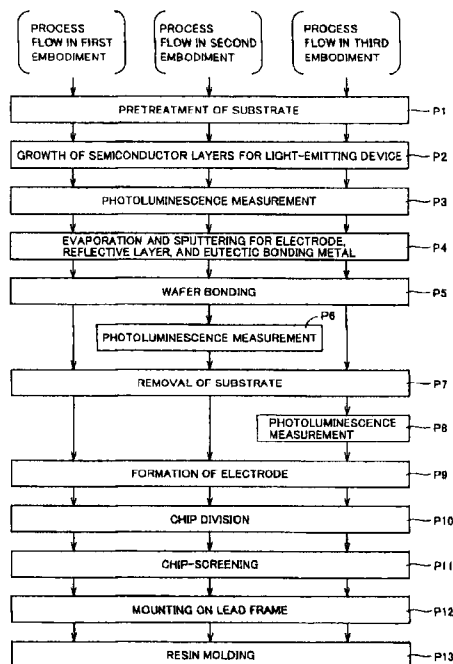 PROCESS
FLOW IN FIRST
EMBODIMENT
PROCESS
FLOW IN SECOND
EMBODIMENT
PROCESS
FLOW IN THIRD
EMBODIMENT
PRETREATMENT OF SUBSTRATE
P1
GROWTH OF SEMICONDUCTOR LAYERS FOR LIGHT-EMITTING DEVICE
P2
PHOTOLUMINESCENCE MEASUREMENT
P3
EVAPORATION AND SPUTTERING FOR ELECTRODE,
REFLECTIVE LAYER, AND EUTECTIC BONDING METAL
P4
WAFER BONDING
P5
P6
PHOTOLUMINESCENCE MEASUREMENT
REMOVAL OF SUBSTRATE
P7
PHOTOLUMINESCENCE
MEASUREMENT
P8
FORMATION OF ELECTRODE
P9
CHIP DIVISION
P10
CHIP-SCREENING
P11
MOUNTING ON LEAD FRAME
P12
RESIN MOLDING
P13